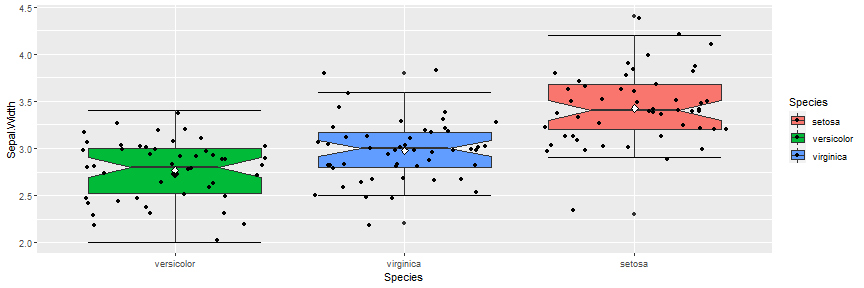 4.5
4.0
3.5
3.0
2.5
2.0
Sepal.Width
versicolor
virginica
setosa
Species
Species
setosa
versicolor
virginica